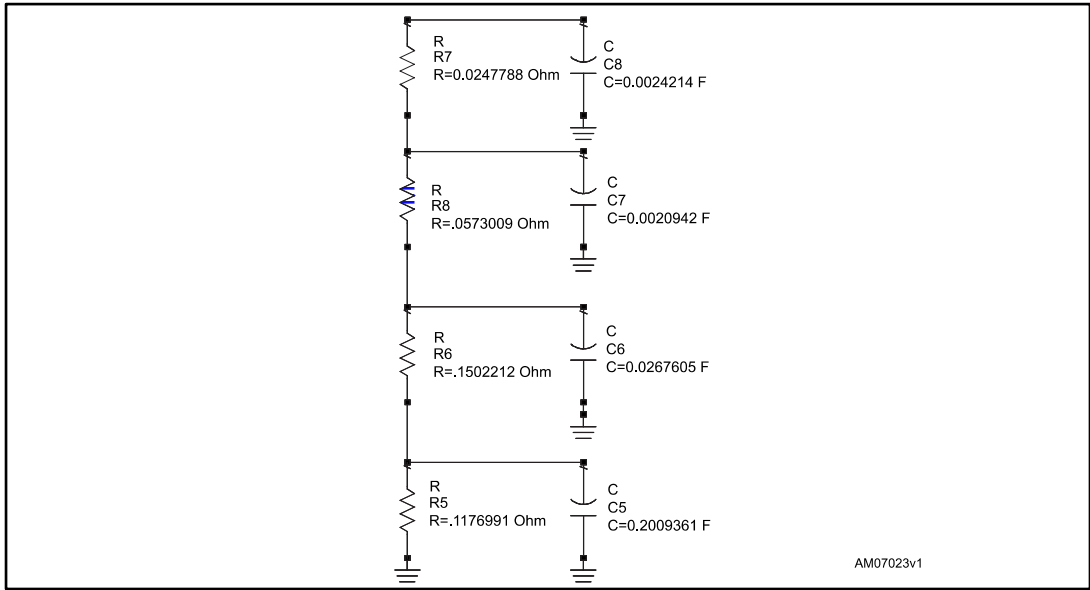 R
R7
R=0.0247788 Ohm
C
C8
C=0.0024214 F
R
R8
R=.0573009 Ohm
C
C7
C=0.0020942 F
R
R6
R=.1502212 Ohm
C
C6
C=0.0267605 F
R
R5
R=.1176991 Ohm
C
C5
C=0.2009361 F
AM07023v1